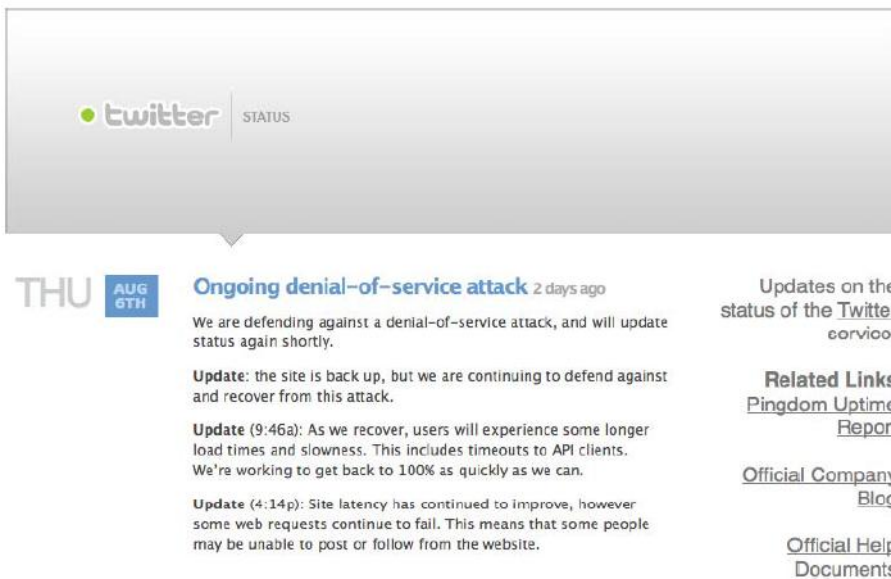 twitter STATUS
THU AUG
6TH
Ongoing denial-of-service attack 2 days ago
We are defending against a denial-of-service attack, and will update
status again shortly.
Update: the site is back up, but we are continuing to defend against
and recover from this attack.
Update (9:46a): As we recover, users will experience some longer
load times and slowness. This includes timeouts to API clients.
We're working to get back to 100% as quickly as we can.
Update (4:14p): Site latency has continued to improve, however
some web requests continue to fail. This means that some people
may be unable to post or follow from the website.
Updates on the
status of the Twitte
service
Related Links
Pingdom Uptime
Repor
Official Company
Blog
Official Help
Documents